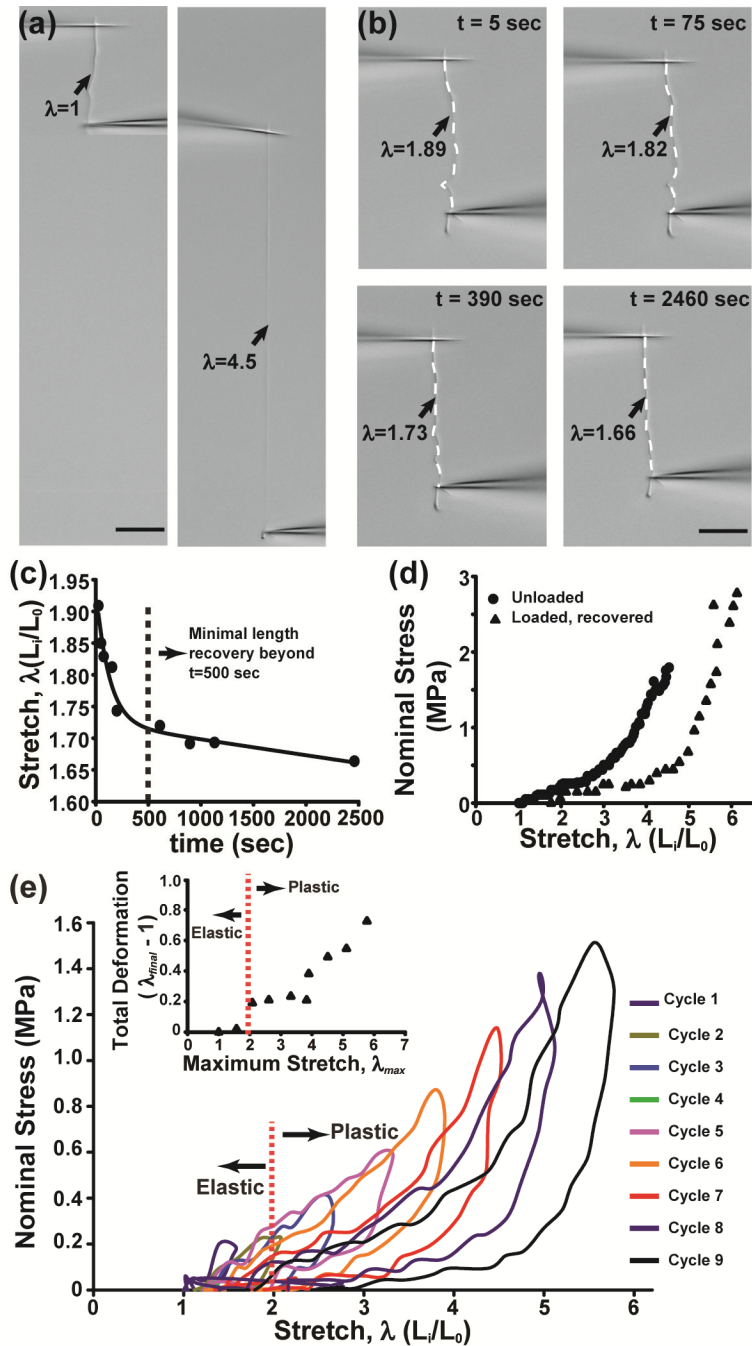 (a)
λ=1
λ=4.5
(b)
t = 5 sec
λ=1.89
t = 75 sec
λ=1.82
t = 390 sec
λ=1.73
t = 2460 sec
λ=1.66
(c)
Stretch, λ(Lᵢ/L₀)
1.95
1.90
1.85
1.80
1.75
1.70
1.65
1.60
Minimal length
recovery beyond
t=500 sec
0 500 1000 1500 2000 2500
time (sec)
(d)
Nominal Stress
(MPa)
3
2
1
0
Unloaded
Loaded, recovered
0 1 2 3 4 5 6
Stretch, λ (Lᵢ/L₀)
(e)
Total Deformation
( λfinal - 1)
1.0
0.8
0.6
0.4
0.2
0
Plastic
Elastic
0 1 2 3 4 5 6 7
Maximum Stretch, λmax
Nominal Stress (MPa)
1.6
1.4
1.2
1.0
0.8
0.6
0.4
0.2
0
Plastic
Elastic
Cycle 1
Cycle 2
Cycle 3
Cycle 4
Cycle 5
Cycle 6
Cycle 7
Cycle 8
Cycle 9
0 1 2 3 4 5 6
Stretch, λ (Lᵢ/L₀)